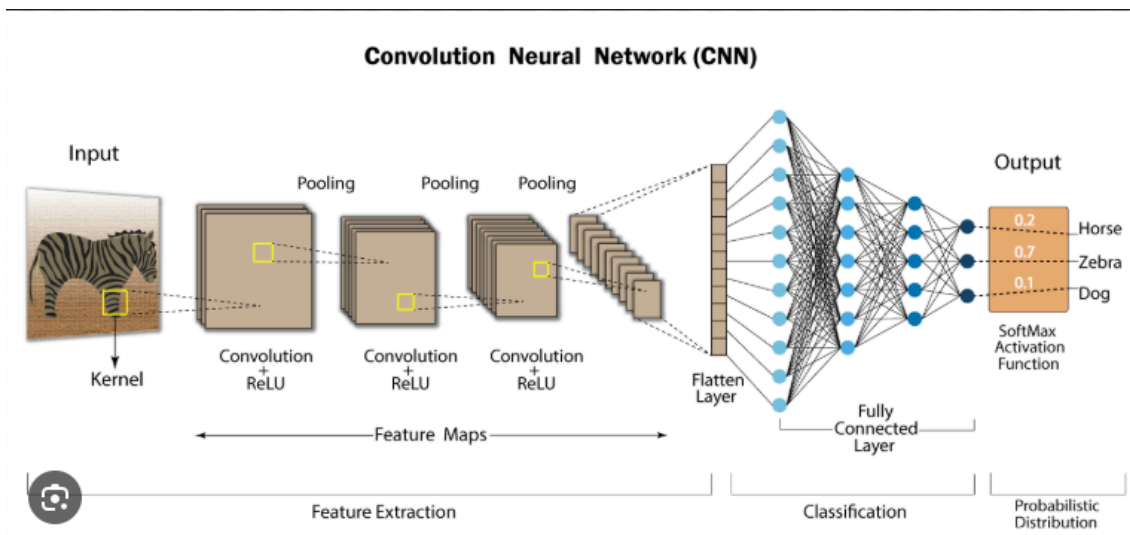 Convolution Neural Network (CNN)
Input
Pooling
Pooling
Pooling
Output
0.2
Horse
0.7
Zebra
0.1
Dog
Kernel
Convolution
+
ReLU
Convolution
+
ReLU
Convolution
+
ReLU
Flatten
Layer
SoftMax
Activation
Function
Feature Maps
Fully
Connected
Layer
Feature Extraction
Classification
Probabilistic
Distribution